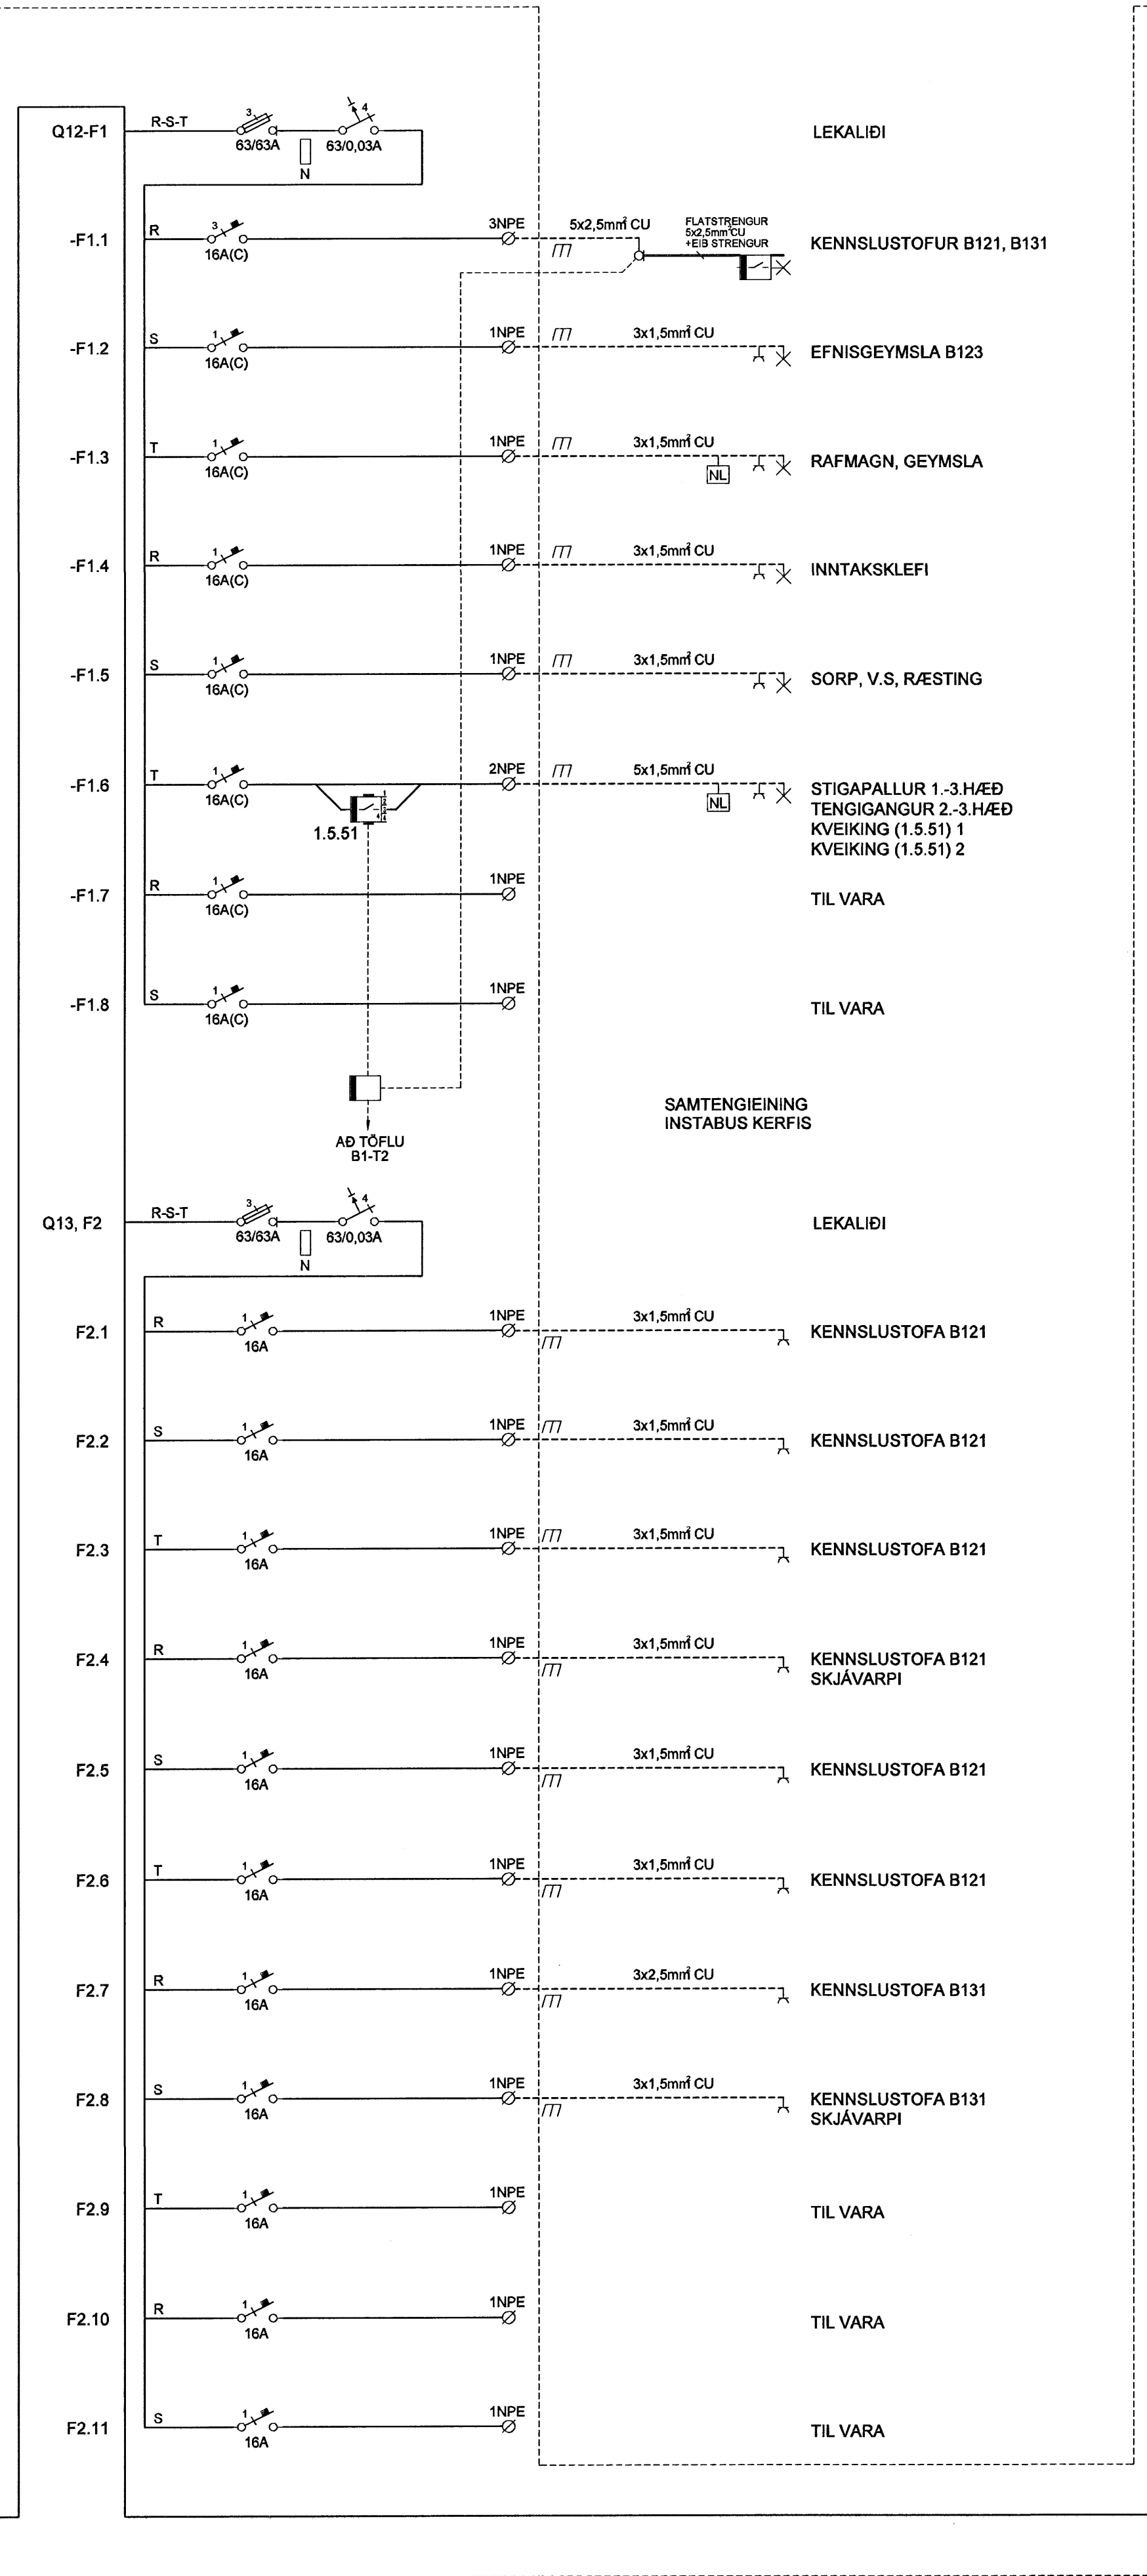 Q12-F1 R-S-T 3 63/63A N 4 63/0,03A LEKALIÐI
-F1.1 R 3 16A(C) 3NPE 5x2,5mm² CU KENNSLUSTOFUR B121, B131
FLATSTRENGUR
5x2,5mm²CU
+EIB STRENGUR
-F1.2 S 1 16A(C) 1NPE 3x1,5mm² CU EFNISGEYMSLA B123
-F1.3 T 1 16A(C) 1NPE 3x1,5mm² CU NL RAFMAGN, GEYMSLA
-F1.4 R 1 16A(C) 1NPE 3x1,5mm² CU INNTAKSKLEFI
-F1.5 S 1 16A(C) 1NPE 3x1,5mm² CU SORP, V.S, RÆSTING
-F1.6 T 1 16A(C) 1.5.51 2NPE 5x1,5mm² CU NL STIGAPALLUR 1.-3.HÆÐ
TENGIGANGUR 2.-3.HÆÐ
KVEIKING (1.5.51) 1
KVEIKING (1.5.51) 2
-F1.7 R 1 16A(C) 1NPE TIL VARA
-F1.8 S 1 16A(C) 1NPE TIL VARA
SAMTENGIEINING
INSTABUS KERFIS
AÐ TÖFLU
B1-T2
Q13, F2 R-S-T 3 63/63A N 4 63/0,03A LEKALIÐI
F2.1 R 1 16A 1NPE 3x1,5mm² CU KENNSLUSTOFA B121
F2.2 S 1 16A 1NPE 3x1,5mm² CU KENNSLUSTOFA B121
F2.3 T 1 16A 1NPE 3x1,5mm² CU KENNSLUSTOFA B121
F2.4 R 1 16A 1NPE 3x1,5mm² CU KENNSLUSTOFA B121
SKJÁVARPI
F2.5 S 1 16A 1NPE 3x1,5mm² CU KENNSLUSTOFA B121
F2.6 T 1 16A 1NPE 3x1,5mm² CU KENNSLUSTOFA B121
F2.7 R 1 16A 1NPE 3x2,5mm² CU KENNSLUSTOFA B131
F2.8 S 1 16A 1NPE 3x1,5mm² CU KENNSLUSTOFA B131
SKJÁVARPI
F2.9 T 1 16A 1NPE TIL VARA
F2.10 R 1 16A 1NPE TIL VARA
F2.11 S 1 16A 1NPE TIL VARA